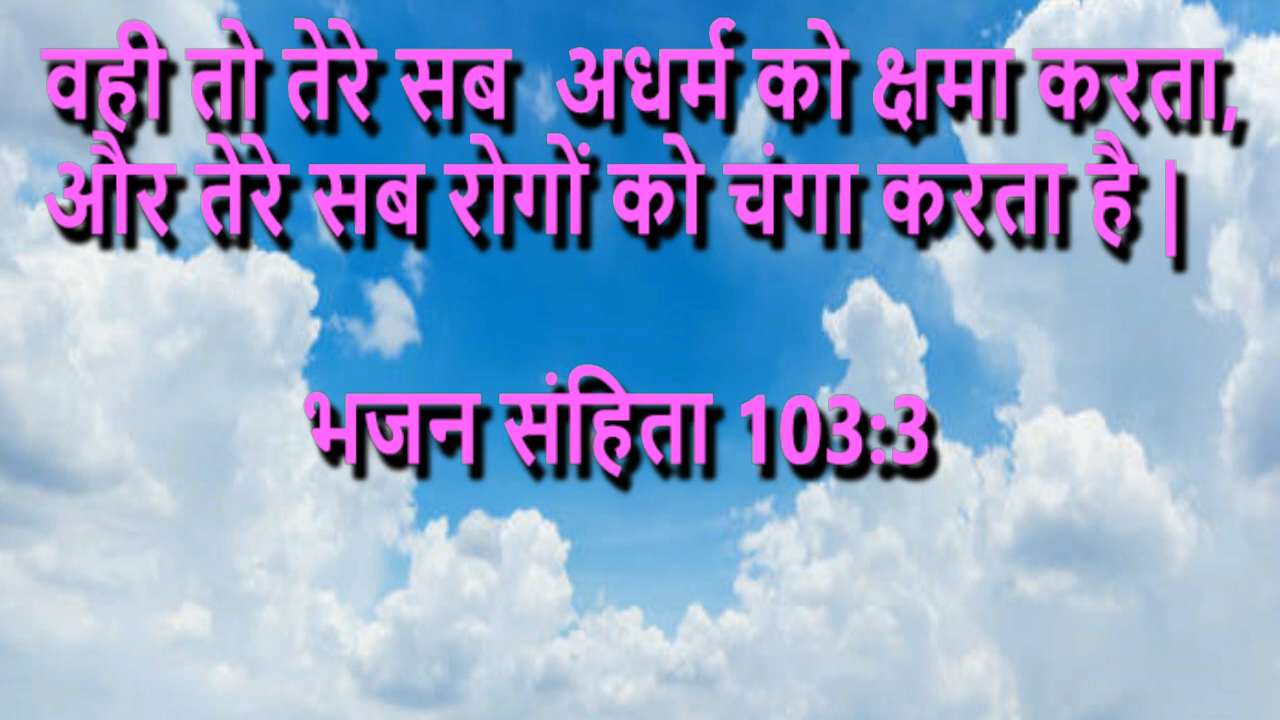 वही तो तेरे सब अधर्म को क्षमा करता,
और तेरे सब रोगों को चंगा करता है |
भजन संहिता 103:3